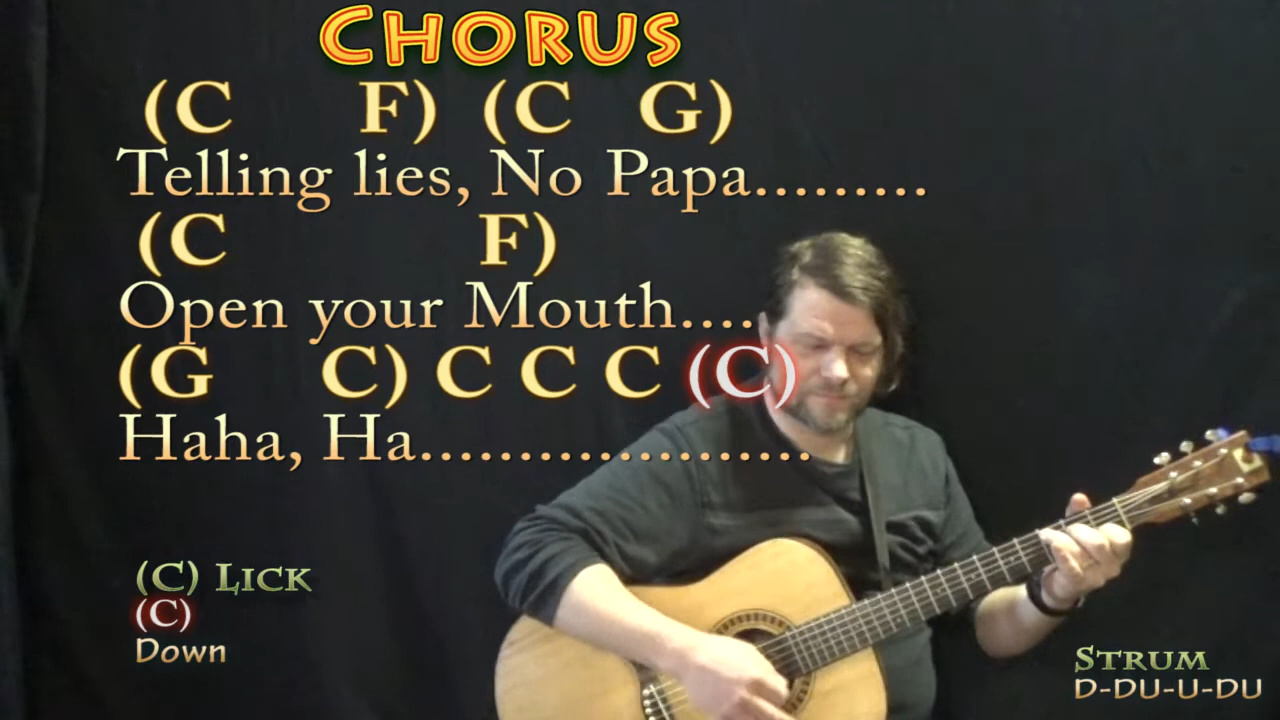 CHORUS
(C F) (C G)
Telling lies, No Papa.........
(C F)
Open your Mouth....
(G C) C C C (C)
Haha, Ha....................
(C) LICK
(C)
Down
STRUM
D-DU-U-DU